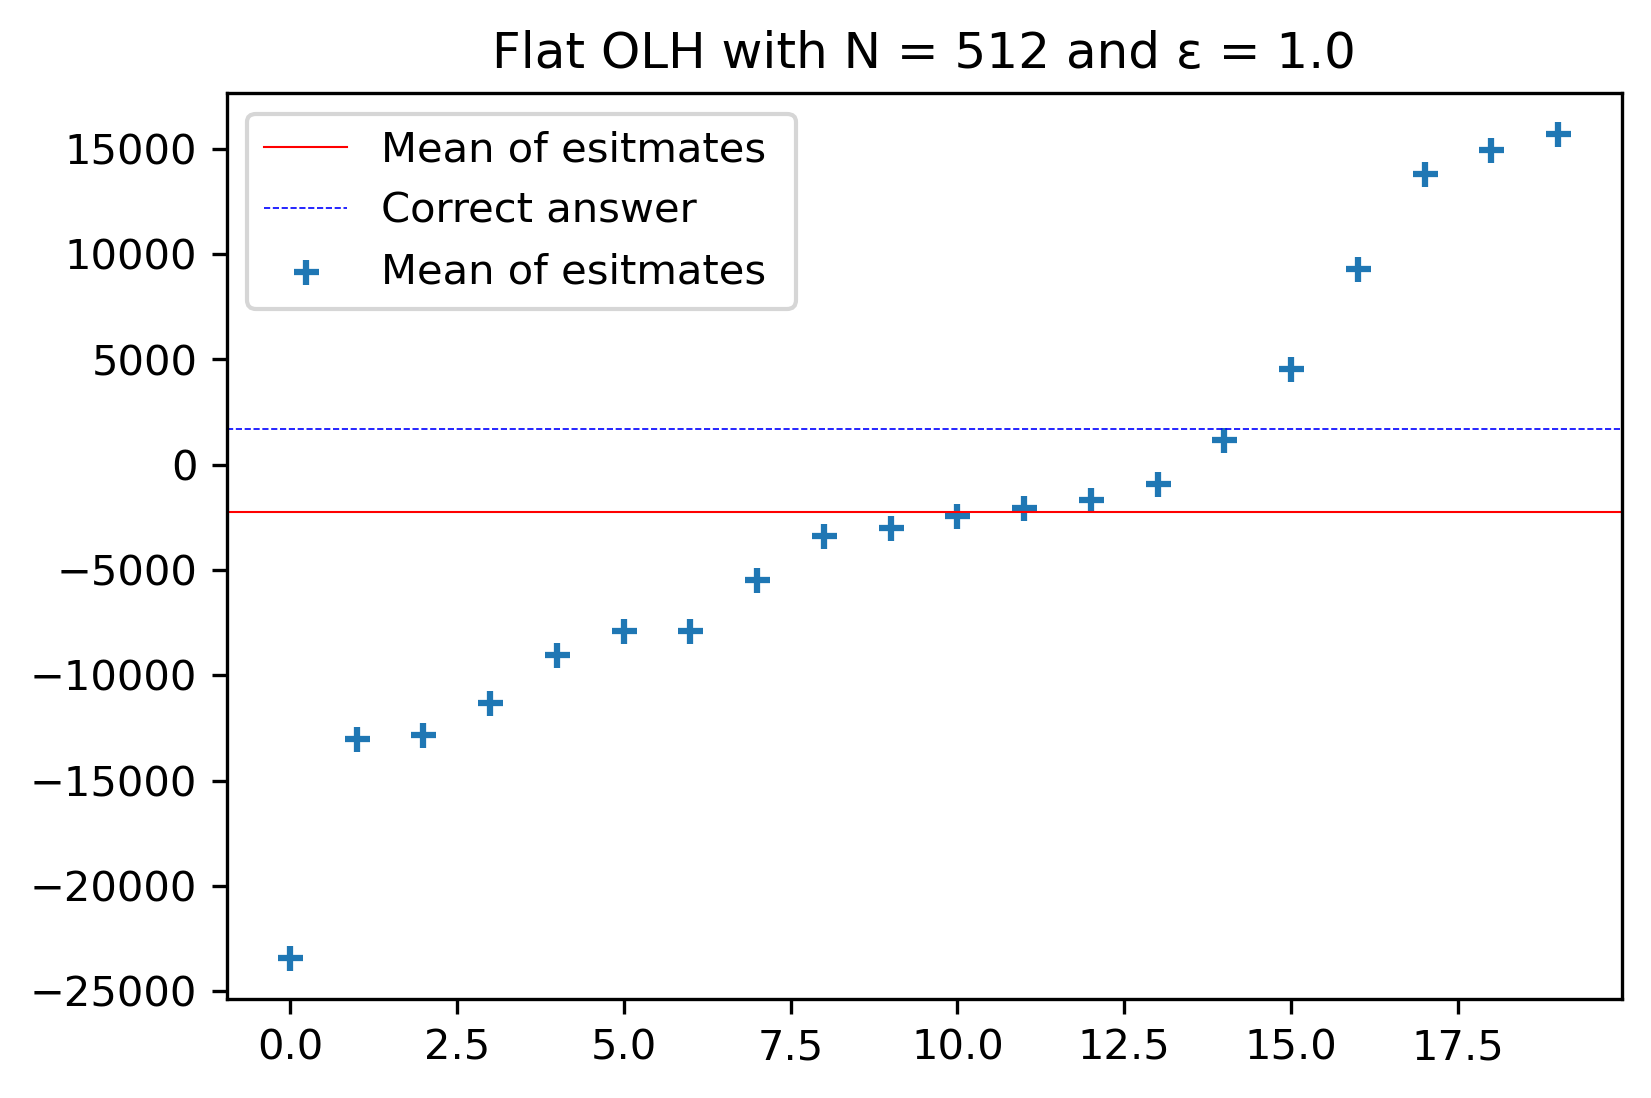 Flat OLH with N = 512 and ε = 1.0
Mean of esitmates
Correct answer
Mean of esitmates
15000
10000
5000
0
−5000
−10000
−15000
−20000
−25000
0.0 2.5 5.0 7.5 10.0 12.5 15.0 17.5